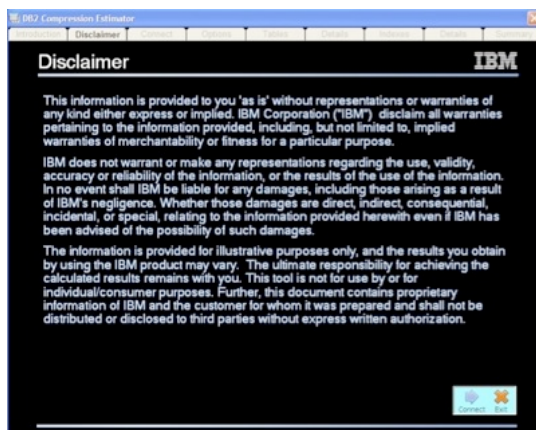 DB2 Compression Estimator
Introduction Disclaimer Connect Options Tables Details Indexes Details Summary
Disclaimer IBM
This information is provided to you 'as is' without representations or warranties of
any kind either express or implied. IBM Corporation ("IBM") disclaim all warranties
pertaining to the information provided, including, but not limited to, implied
warranties of merchantability or fitness for a particular purpose.
IBM does not warrant or make any representations regarding the use, validity,
accuracy or reliability of the information, or the results of the use of the information.
In no event shall IBM be liable for any damages, including those arising as a result
of IBM's negligence. Whether those damages are direct, indirect, consequential,
incidental, or special, relating to the information provided herewith even if IBM has
been advised of the possibility of such damages.
The information is provided for illustrative purposes only, and the results you obtain
by using the IBM product may vary. The ultimate responsibility for achieving the
calculated results remains with you. This tool is not for use by or for
individual/consumer purposes. Further, this document contains proprietary
information of IBM and the customer for whom it was prepared and shall not be
distributed or disclosed to third parties without express written authorization.
Connect Exit